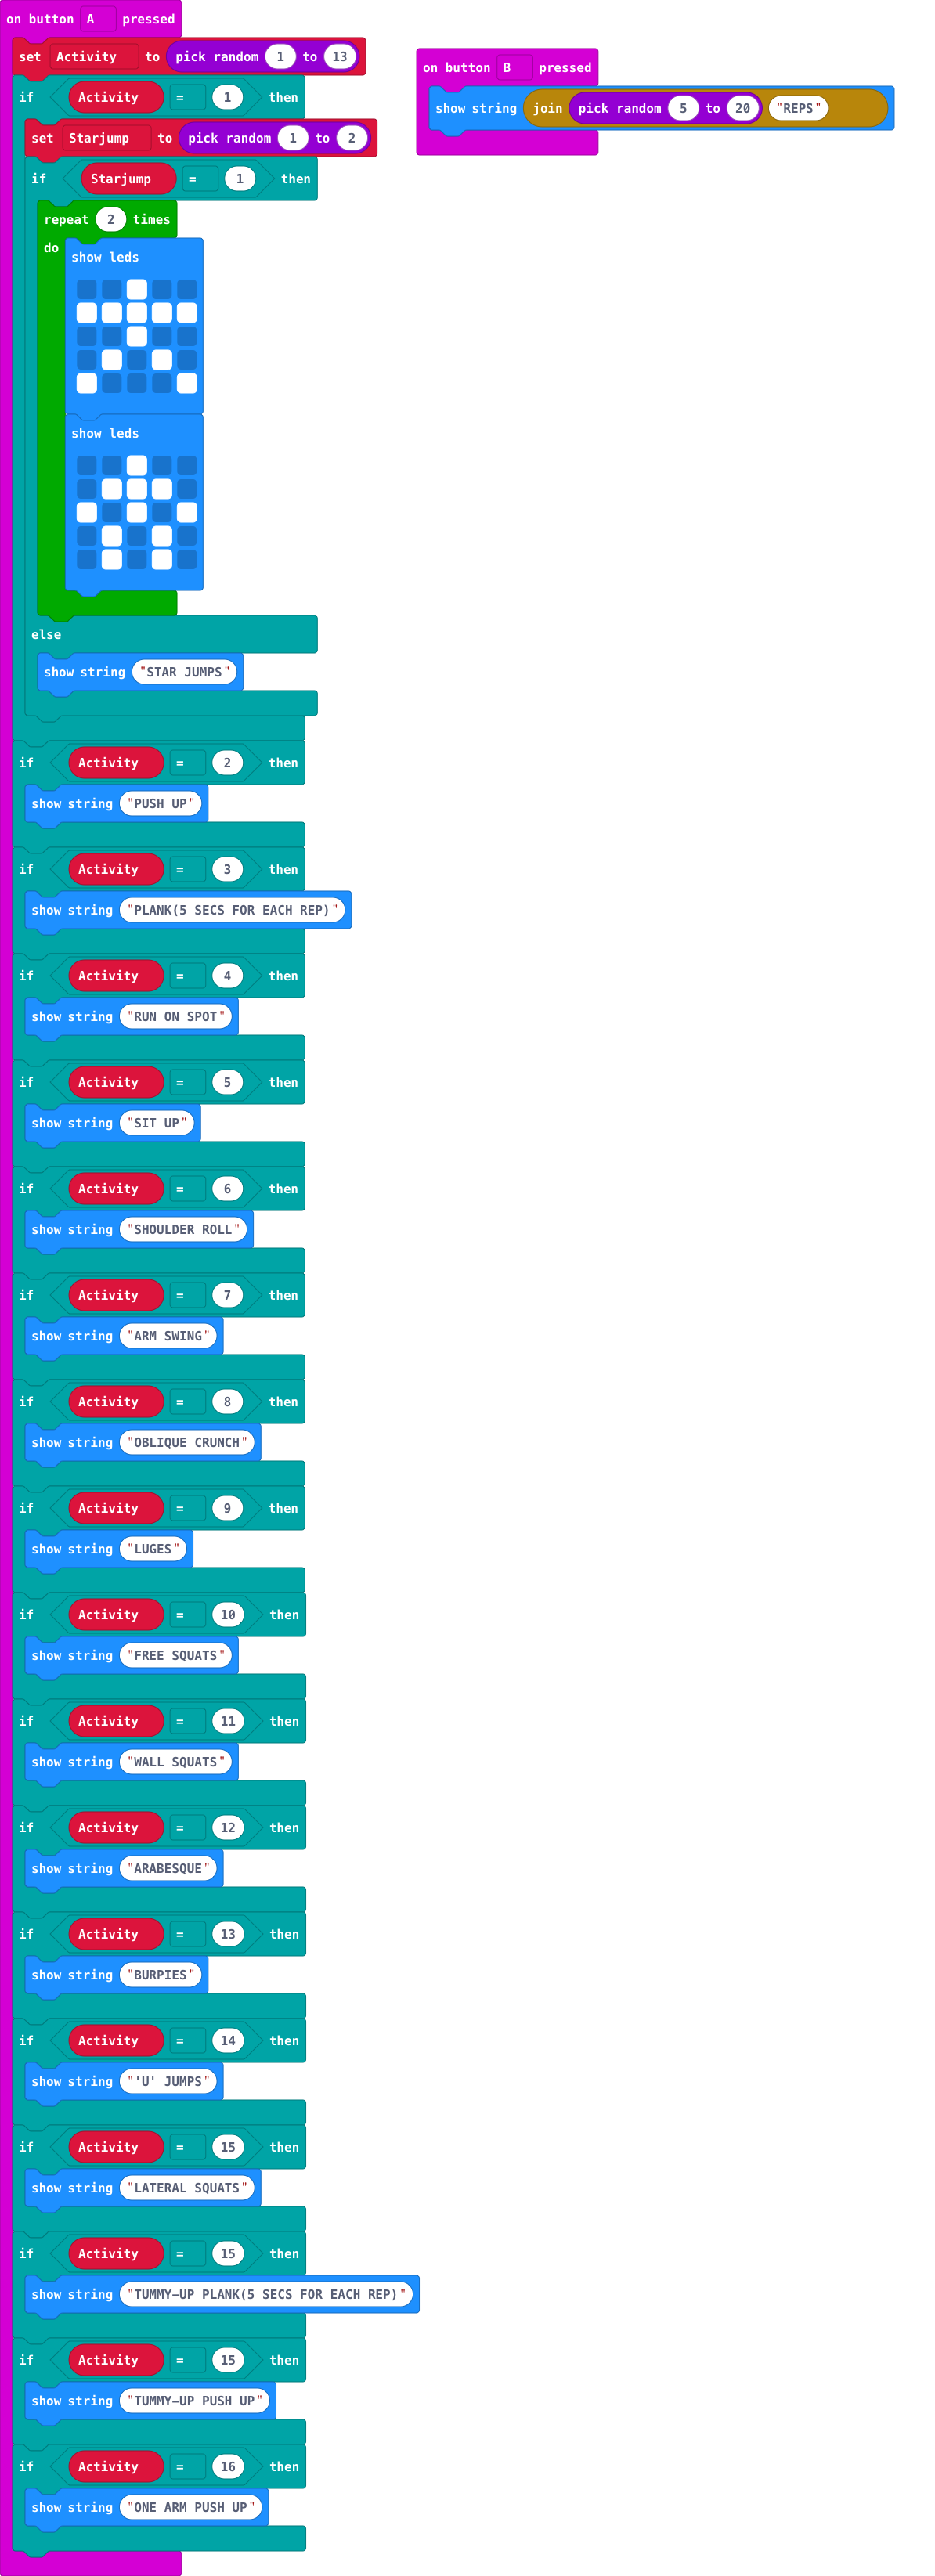 on button A pressed
set Activity to pick random 1 to 13
if Activity = 1 then
set Starjump to pick random 1 to 2
if Starjump = 1 then
repeat 2 times
do
show leds
show leds
else
show string "STAR JUMPS"
if Activity = 2 then
show string "PUSH UP"
if Activity = 3 then
show string "PLANK(5 SECS FOR EACH REP)"
if Activity = 4 then
show string "RUN ON SPOT"
if Activity = 5 then
show string "SIT UP"
if Activity = 6 then
show string "SHOULDER ROLL"
if Activity = 7 then
show string "ARM SWING"
if Activity = 8 then
show string "OBLIQUE CRUNCH"
if Activity = 9 then
show string "LUGES"
if Activity = 10 then
show string "FREE SQUATS"
if Activity = 11 then
show string "WALL SQUATS"
if Activity = 12 then
show string "ARABESQUE"
if Activity = 13 then
show string "BURPIES"
if Activity = 14 then
show string "'U' JUMPS"
if Activity = 15 then
show string "LATERAL SQUATS"
if Activity = 15 then
show string "TUMMY-UP PLANK(5 SECS FOR EACH REP)"
if Activity = 15 then
show string "TUMMY-UP PUSH UP"
if Activity = 16 then
show string "ONE ARM PUSH UP"
on button B pressed
show string join pick random 5 to 20 "REPS"